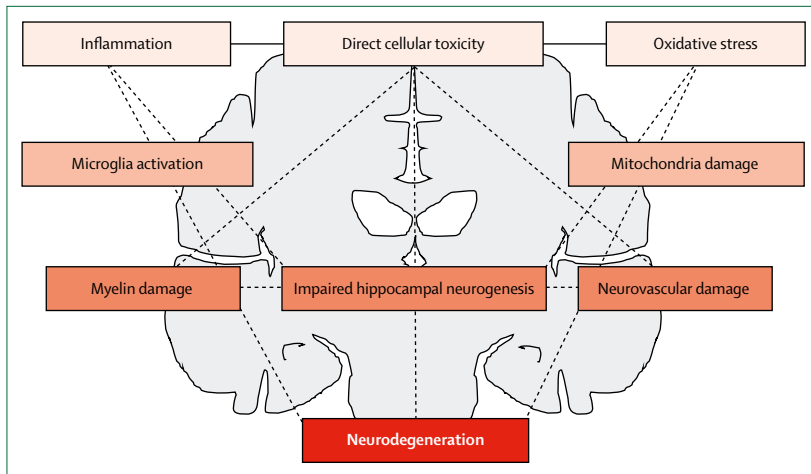 Inflammation
Direct cellular toxicity
Oxidative stress
Microglia activation
Mitochondria damage
Myelin damage
Impaired hippocampal neurogenesis
Neurovascular damage
Neurodegeneration